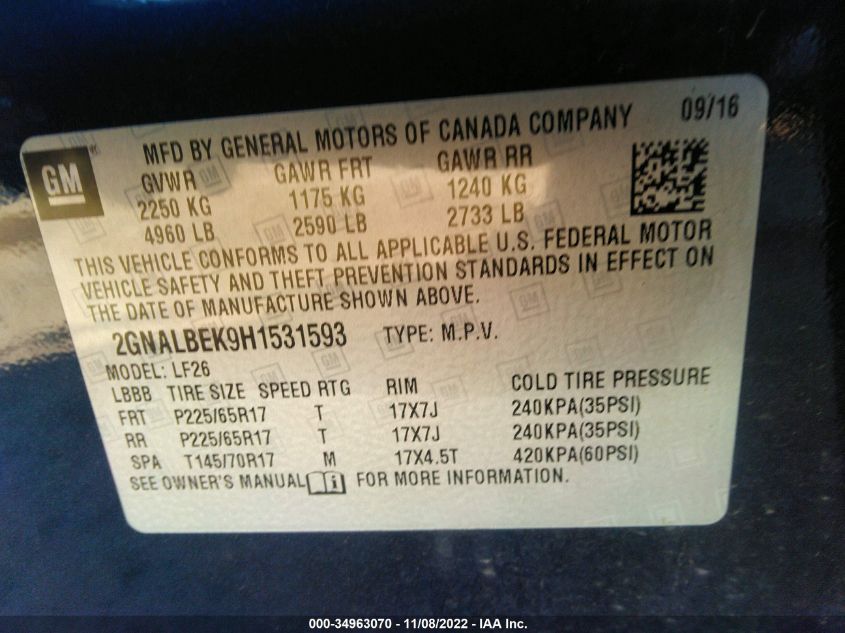 GM
MFD BY GENERAL MOTORS OF CANADA COMPANY 09/16
GVWR GAWR FRT GAWR RR
2250 KG 1175 KG 1240 KG
4960 LB 2590 LB 2733 LB
THIS VEHICLE CONFORMS TO ALL APPLICABLE U.S. FEDERAL MOTOR
VEHICLE SAFETY AND THEFT PREVENTION STANDARDS IN EFFECT ON
THE DATE OF MANUFACTURE SHOWN ABOVE.
2GNALBEK9H1531593 TYPE: M.P.V.
MODEL: LF26
LBBB TIRE SIZE SPEED RTG RIM COLD TIRE PRESSURE
FRT P225/65R17 T 17X7J 240KPA(35PSI)
RR P225/65R17 T 17X7J 240KPA(35PSI)
SPA T145/70R17 M 17X4.5T 420KPA(60PSI)
SEE OWNER'S MANUAL i FOR MORE INFORMATION.
000-34963070 - 11/08/2022 - IAA Inc.